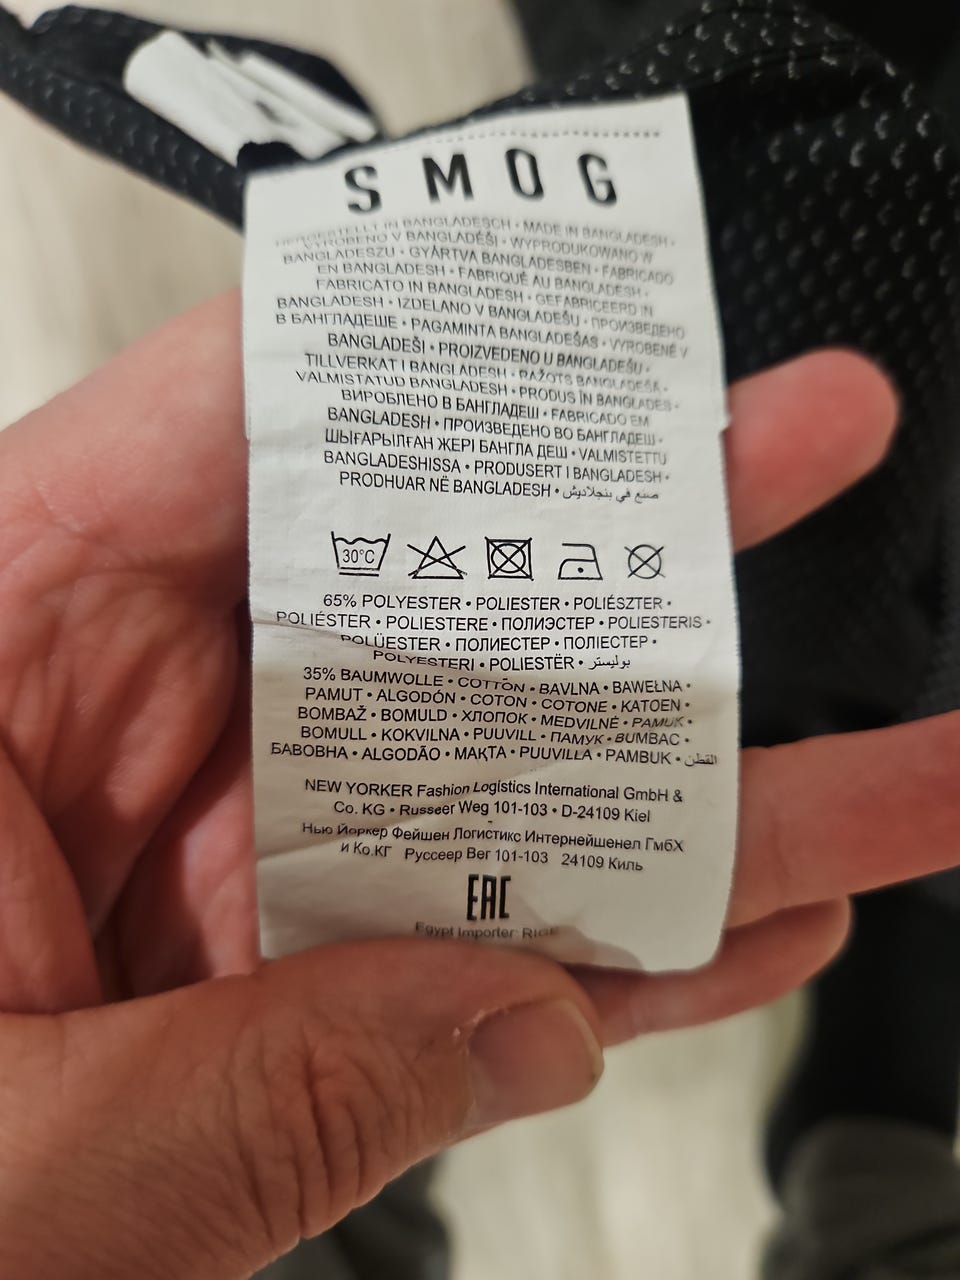 SMOG
HERGESTELLT IN BANGLADESCH • MADE IN BANGLADESH •
VYROBENO V BANGLADÉŠI • WYPRODUKOWANO W
BANGLADESZU • GYÁRTVA BANGLADESBEN • FABRICADO
EN BANGLADESH • FABRIQUÉ AU BANGLADESH •
FABRICATO IN BANGLADESH • GEFABRICEERD IN
BANGLADESH • IZDELANO V BANGLADEŠU • ПРОИЗВЕДЕНО
В БАНГЛАДЕШЕ • PAGAMINTA BANGLADEŠAS • VYROBENÉ V
BANGLADEŠI • PROIZVEDENO U BANGLADEŠU •
TILLVERKAT I BANGLADESH • RAŽOTS BANGLADEŠĀ •
VALMISTATUD BANGLADESH • PRODUS ÎN BANGLADES •
ВИРОБЛЕНО В БАНГЛАДЕШ • FABRICADO EM
BANGLADESH • ПРОИЗВЕДЕНО ВО БАНГЛАДЕШ •
ШЫҒАРЫЛҒАН ЖЕРІ БАНГЛА ДЕШ • VALMISTETTU
BANGLADESHISSA • PRODUSERT I BANGLADESH •
PRODHUAR NË BANGLADESH • صنع في بنجلاديش
30°C
65% POLYESTER • POLIESTER • POLIÉSZTER •
POLIÉSTER • POLIESTERE • ПОЛИЭСТЕР • POLIESTERIS •
POLÜESTER • ПОЛИЕСТЕР • ПОЛІЕСТЕР •
POLYESTERI • POLIESTËR • بوليستر
35% BAUMWOLLE • COTTON • BAVLNA • BAWEŁNA •
PAMUT • ALGODÓN • COTON • COTONE • KATOEN •
BOMBAŽ • BOMULD • ХЛОПОК • MEDVILNĖ • PAMUK •
BOMULL • KOKVILNA • PUUVILL • ПАМУК • BUMBAC •
БАВОВНА • ALGODÃO • МАҚТА • PUUVILLA • PAMBUK • القطن
NEW YORKER Fashion Logistics International GmbH &
Co. KG • Russeer Weg 101-103 • D-24109 Kiel
Нью Йоркер Фейшен Логистикс Интернейшенел ГмбХ
и Ко.КГ Руссеер Вег 101-103 24109 Киль
EAC
Egypt Importer: